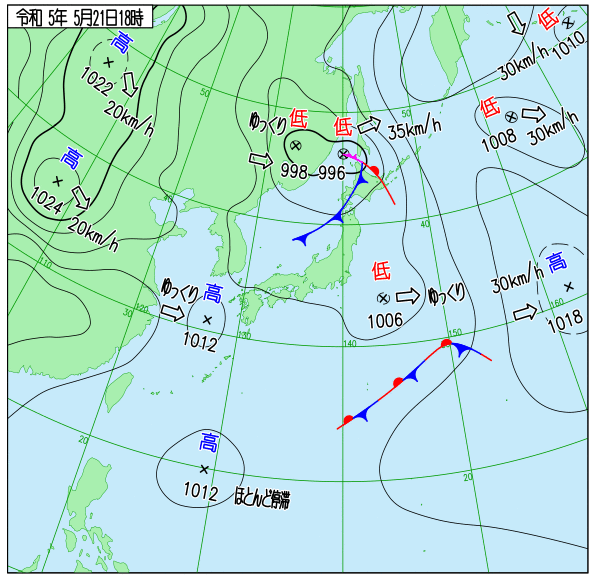 令和 5年 5月21日18時
高
1022
20km/h
高
1024
20km/h
低
1010
30km/h
低
1008
30km/h
ゆっくり
低
998
低
996
35km/h
低
1006
ゆっくり
高
1018
30km/h
ゆっくり
高
1012
高
1012
ほとんど停滞
50
50
40
40
110
30
120
130
140
150
160
20
20